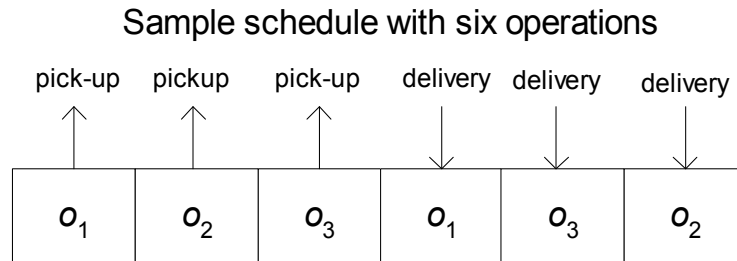 Sample schedule with six operations
pick-up pickup pick-up delivery delivery delivery
o1 o2 o3 o1 o3 o2